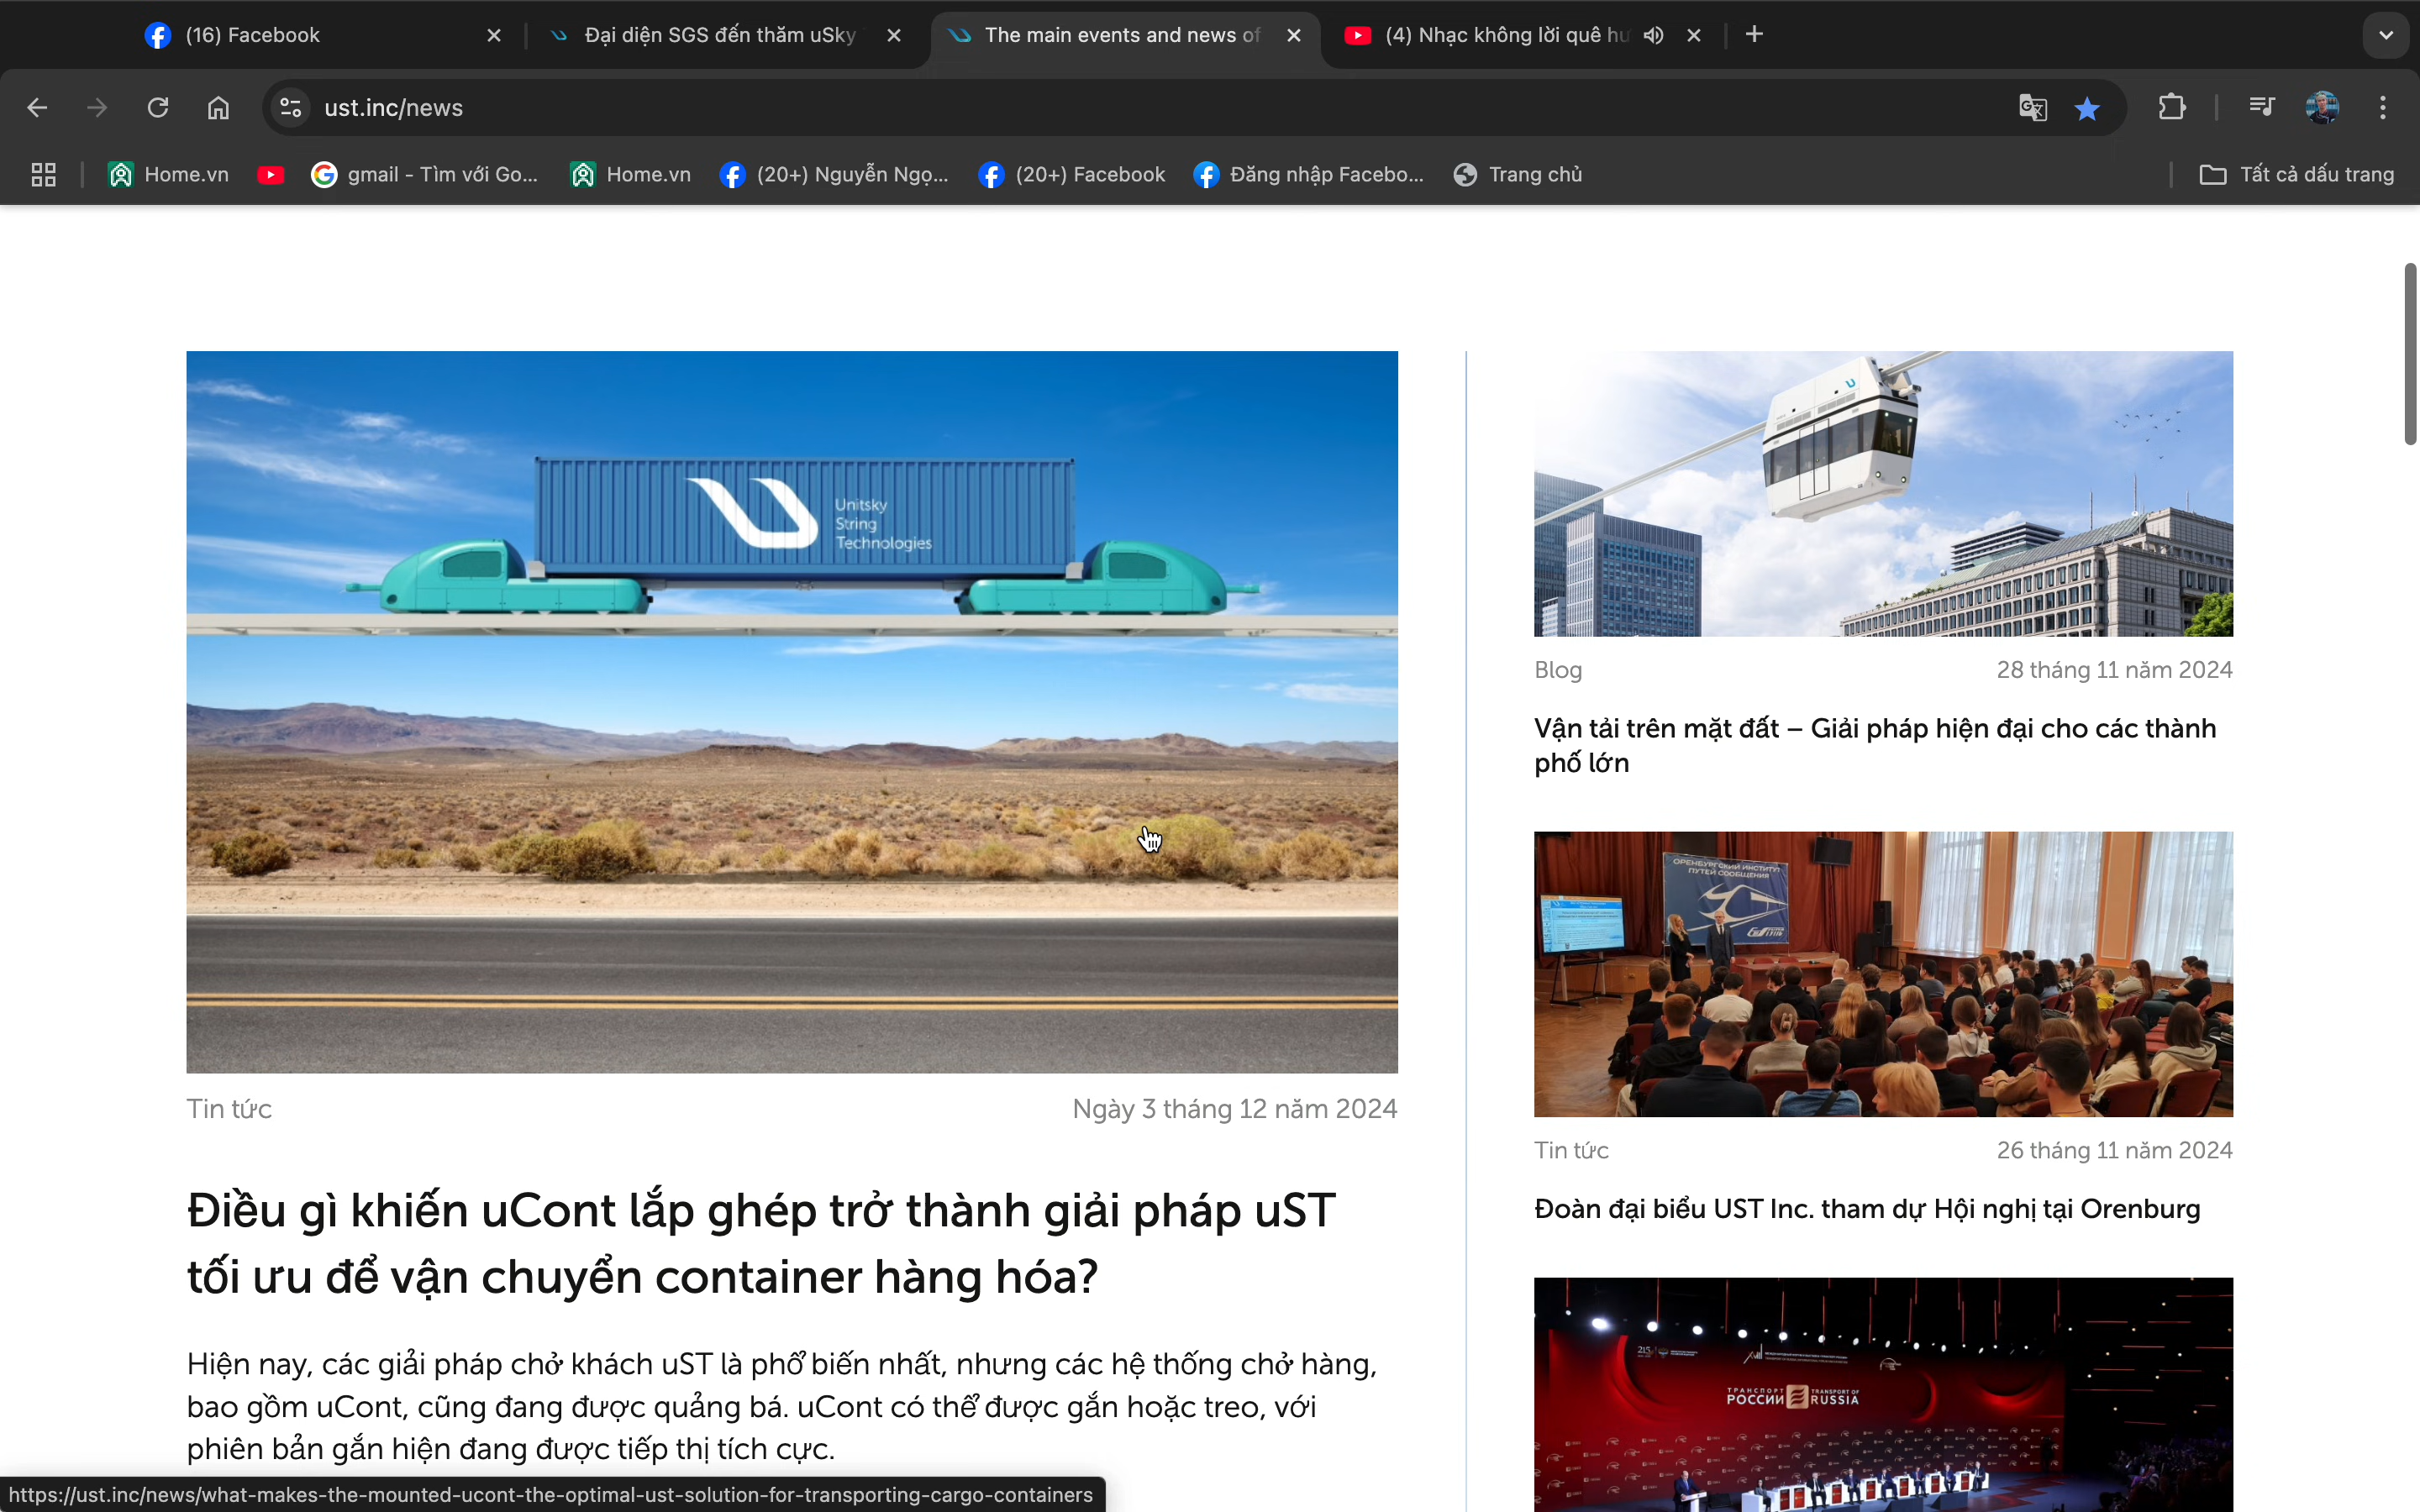 (16) Facebook
Đại diện SGS đến thăm uSky
The main events and news of
(4) Nhạc không lời quê hư
ust.inc/news
Home.vn
gmail - Tìm với Go...
Home.vn
(20+) Nguyễn Ngọ...
(20+) Facebook
Đăng nhập Facebo...
Trang chủ
Tất cả dấu trang
Unitsky
String
Technologies
Tin tức
Ngày 3 tháng 12 năm 2024
Điều gì khiến uCont lắp ghép trở thành giải pháp uST
tối ưu để vận chuyển container hàng hóa?
Hiện nay, các giải pháp chở khách uST là phổ biến nhất, nhưng các hệ thống chở hàng,
bao gồm uCont, cũng đang được quảng bá. uCont có thể được gắn hoặc treo, với
phiên bản gắn hiện đang được tiếp thị tích cực.
Blog
28 tháng 11 năm 2024
Vận tải trên mặt đất – Giải pháp hiện đại cho các thành
phố lớn
ОРЕНБУРГСКИЙ ИНСТИТУТ
ПУТЕЙ СООБЩЕНИЯ
Tin tức
26 tháng 11 năm 2024
Đoàn đại biểu UST Inc. tham dự Hội nghị tại Orenburg
ТРАНСПОРТ
РОССИИ
TRANSPORT OF
RUSSIA
https://ust.inc/news/what-makes-the-mounted-ucont-the-optimal-ust-solution-for-transporting-cargo-containers